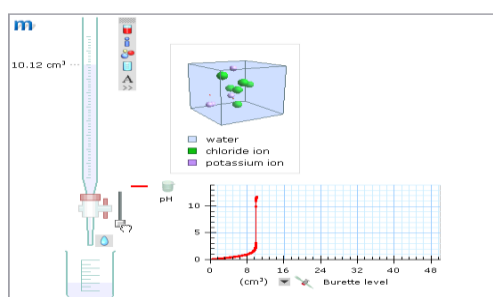 m
10.12 cm³
A
>>
water
chloride ion
potassium ion
pH
10
5
0
0 8 16 24 32 40 48
(cm³) Burette level